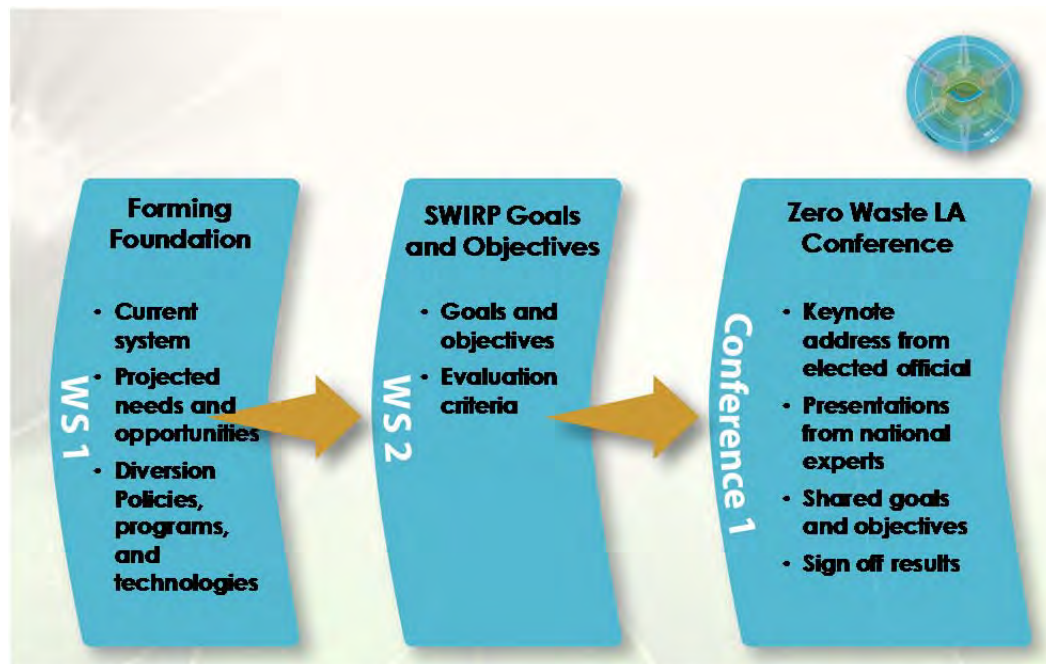 Forming
Foundation
• Current
system
• Projected
needs and
opportunities
• Diversion
Policies,
programs,
and
technologies
WS 1
SWIRP Goals
and Objectives
• Goals and
objectives
• Evaluation
criteria
WS 2
Zero Waste LA
Conference
• Keynote
address from
elected official
• Presentations
from national
experts
• Shared goals
and objectives
• Sign off results
Conference 1